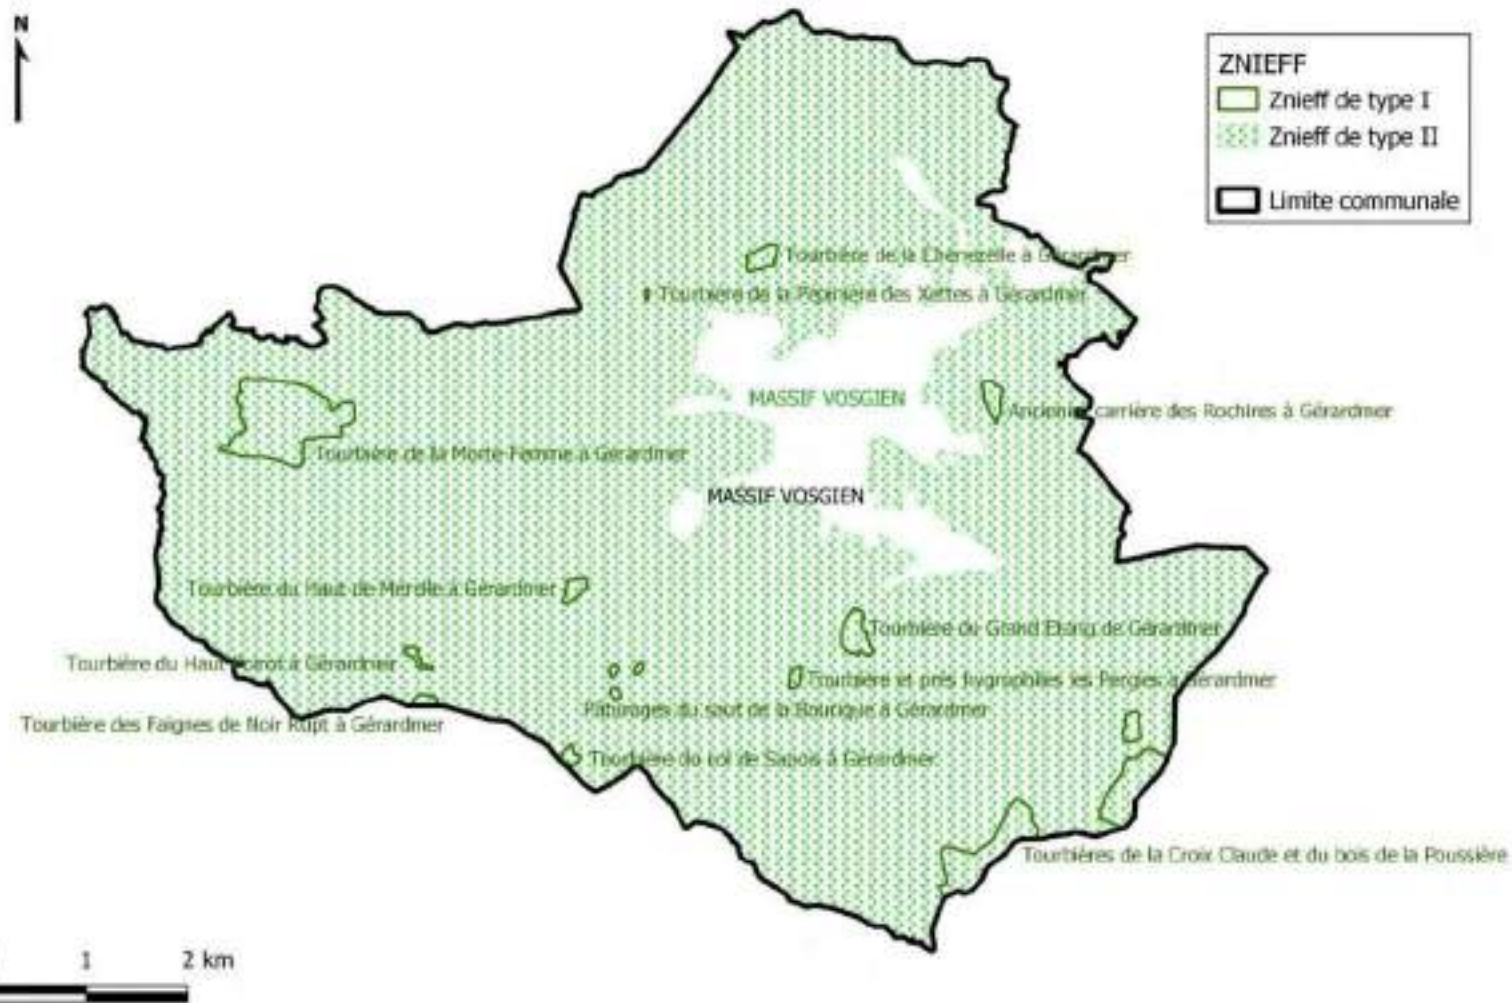 N
ZNIEFF
Znieff de type I
Znieff de type II
Limite communale
Tourbière de la Chènezelle à Gérardmer
Tourbière de la Pépinière des Xettes à Gérardmer
MASSIF VOSGIEN
Ancienne carrière des Rochires à Gérardmer
Tourbière de la Morte Femme à Gérardmer
MASSIF VOSGIEN
Tourbière du Haut de Merelle à Gérardmer
Tourbière du Grand Etang de Gérardmer
Tourbière du Haut Poirot à Gérardmer
Tourbière et près hygrophiles les Pergies à Gérardmer
Pâturages du saut de la Bourique à Gérardmer
Tourbière des Faignes de Noir Rupt à Gérardmer
Tourbière du col de Sapois à Gérardmer
Tourbières de la Croix Claude et du bois de la Poussière
1 2 km